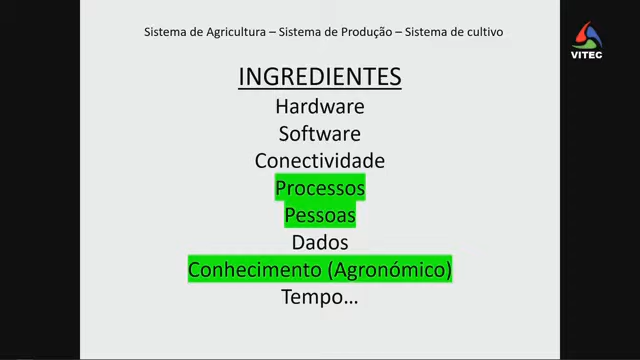 Sistema de Agricultura – Sistema de Produção – Sistema de cultivo
VITEC
INGREDIENTES
Hardware
Software
Conectividade
Processos
Pessoas
Dados
Conhecimento (Agronómico)
Tempo…